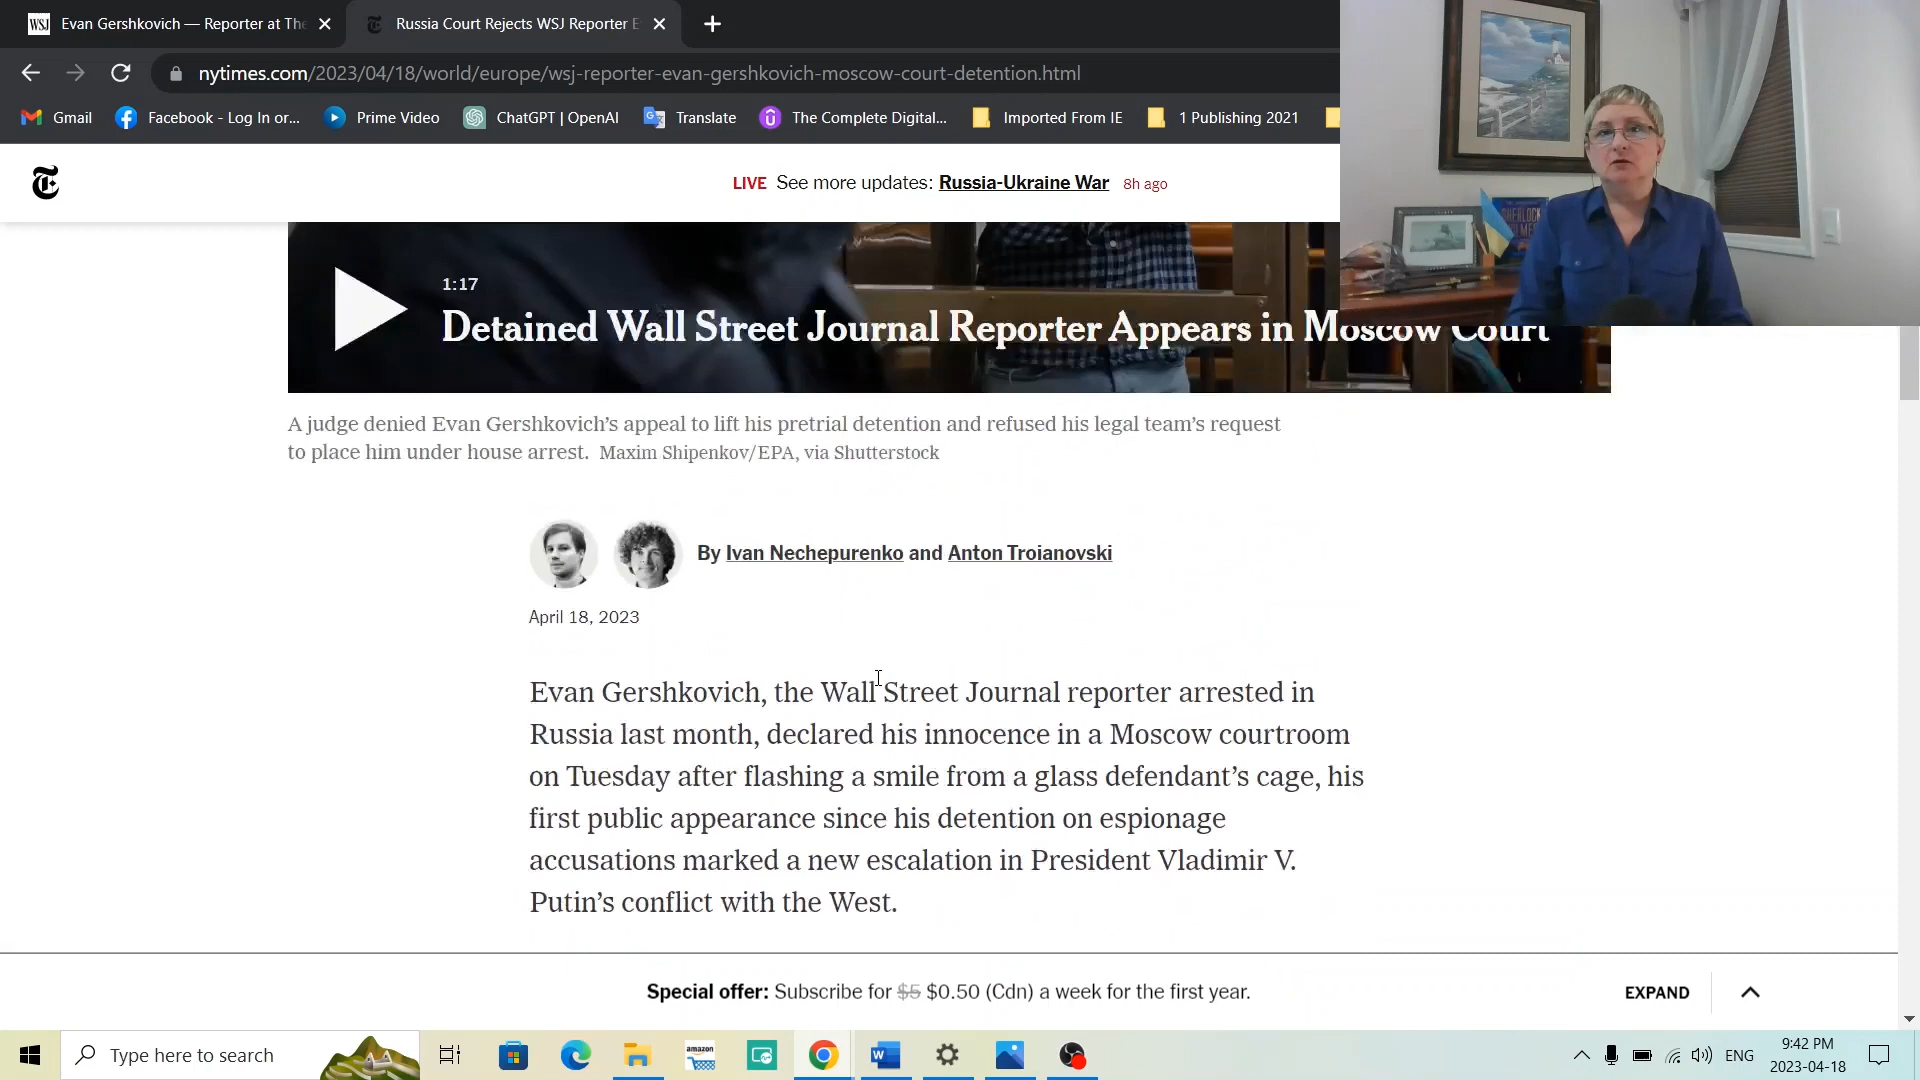 WSJ Evan Gershkovich — Reporter at The
Russia Court Rejects WSJ Reporter E
nytimes.com/2023/04/18/world/europe/wsj-reporter-evan-gershkovich-moscow-court-detention.html
Gmail
Facebook - Log In or...
Prime Video
ChatGPT | OpenAI
Translate
The Complete Digital...
Imported From IE
1 Publishing 2021
SHERLOCK
LIVE See more updates: Russia-Ukraine War 8h ago
1:17
Detained Wall Street Journal Reporter Appears in Moscow Court
A judge denied Evan Gershkovich’s appeal to lift his pretrial detention and refused his legal team’s request
to place him under house arrest. Maxim Shipenkov/EPA, via Shutterstock
By Ivan Nechepurenko and Anton Troianovski
April 18, 2023
Evan Gershkovich, the Wall Street Journal reporter arrested in
Russia last month, declared his innocence in a Moscow courtroom
on Tuesday after flashing a smile from a glass defendant’s cage, his
first public appearance since his detention on espionage
accusations marked a new escalation in President Vladimir V.
Putin’s conflict with the West.
Special offer: Subscribe for $5 $0.50 (Cdn) a week for the first year.
EXPAND
Type here to search
amazon
ENG
9:42 PM
2023-04-18